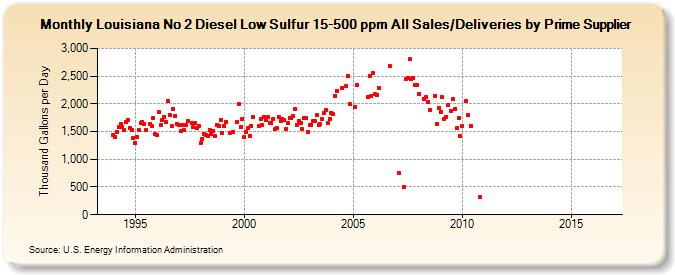 Monthly Louisiana No 2 Diesel Low Sulfur 15-500 ppm All Sales/Deliveries by Prime Supplier
Thousand Gallons per Day
3,000
2,500
2,000
1,500
1,000
500
0
1995 2000 2005 2010 2015
Source: U.S. Energy Information Administration